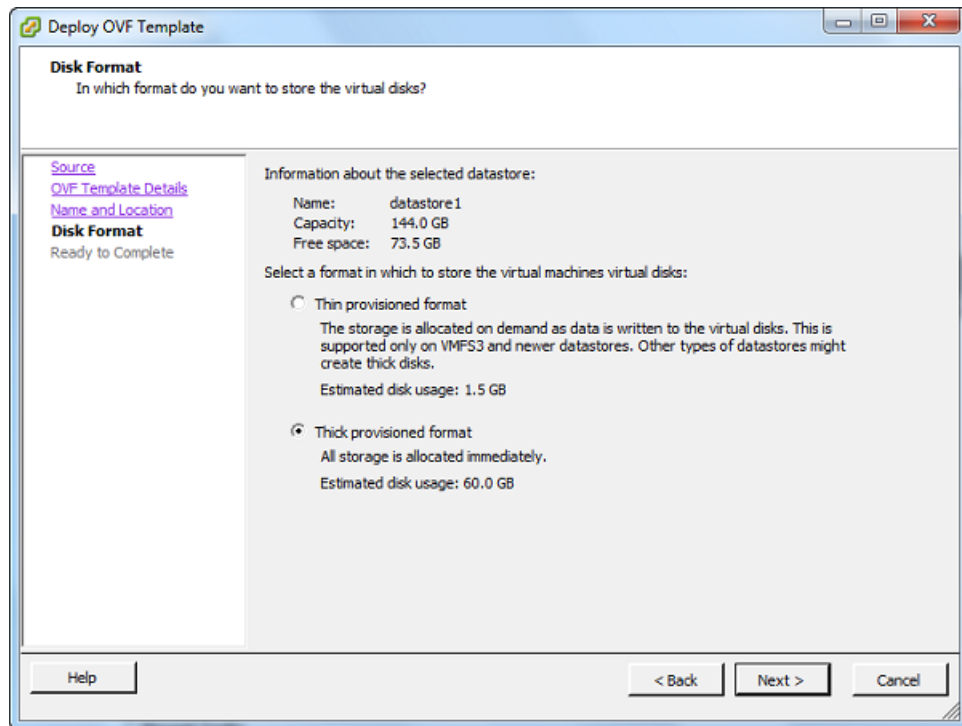 Deploy OVF Template
Disk Format
In which format do you want to store the virtual disks?
Source
OVF Template Details
Name and Location
Disk Format
Ready to Complete
Information about the selected datastore:
Name: datastore1
Capacity: 144.0 GB
Free space: 73.5 GB
Select a format in which to store the virtual machines virtual disks:
Thin provisioned format
The storage is allocated on demand as data is written to the virtual disks. This is
supported only on VMFS3 and newer datastores. Other types of datastores might
create thick disks.
Estimated disk usage: 1.5 GB
Thick provisioned format
All storage is allocated immediately.
Estimated disk usage: 60.0 GB
Help
< Back
Next >
Cancel